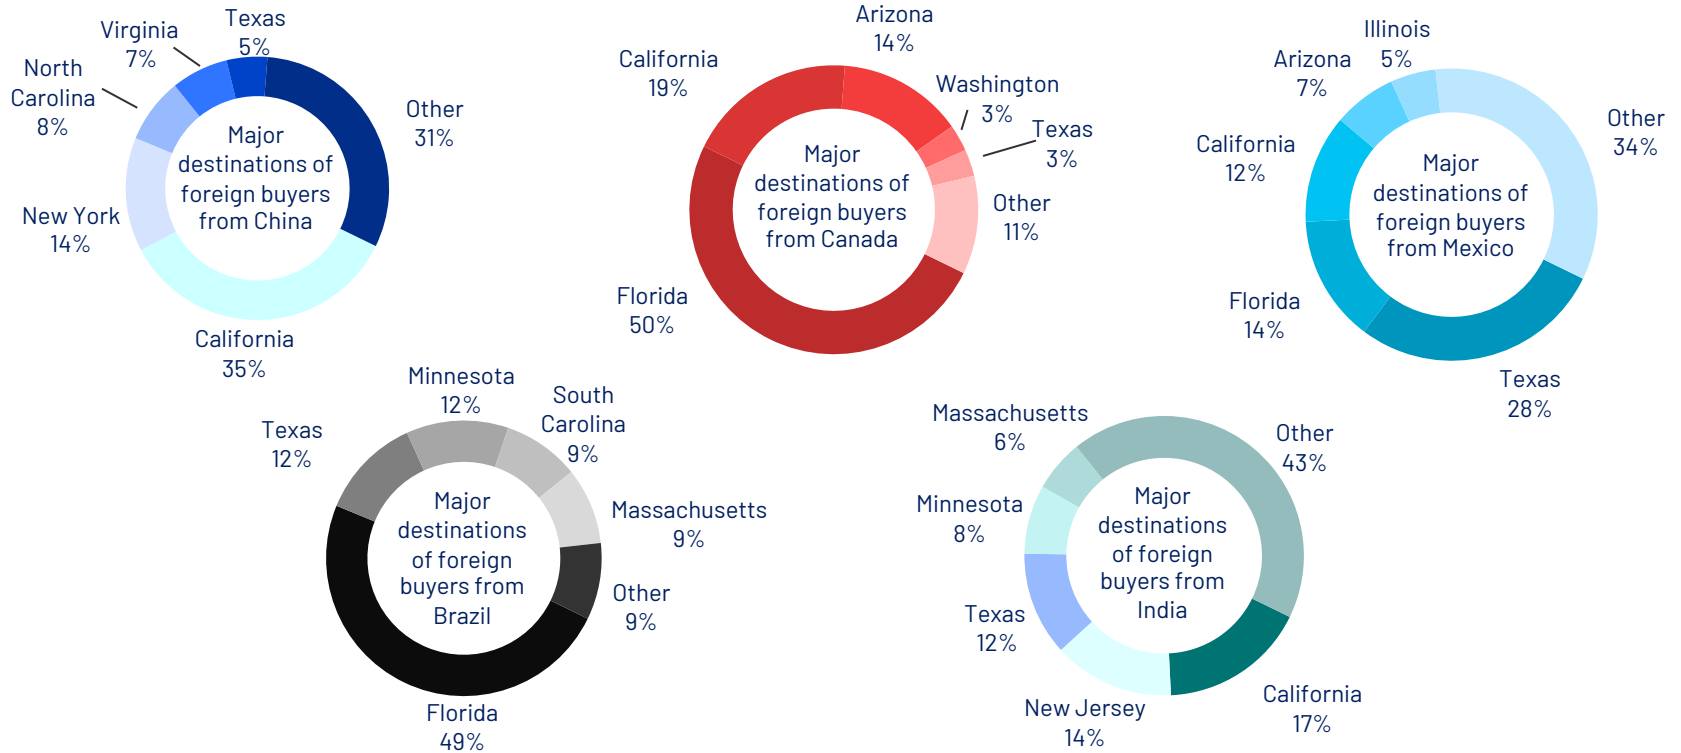 Virginia
7%
Texas
5%
North
Carolina
8%
Other
31%
Major
destinations of
foreign buyers
from China
New York
14%
California
35%
Arizona
14%
California
19%
Washington
3%
Texas
3%
Major
destinations of
foreign buyers
from Canada
Other
11%
Florida
50%
Illinois
5%
Arizona
7%
Other
34%
California
12%
Major
destinations of
foreign buyers
from Mexico
Florida
14%
Texas
28%
Minnesota
12%
South
Carolina
9%
Texas
12%
Major
destinations
of foreign
buyers from
Brazil
Massachusetts
9%
Other
9%
Florida
49%
Massachusetts
6%
Other
43%
Minnesota
8%
Major
destinations
of foreign
buyers from
India
Texas
12%
New Jersey
14%
California
17%